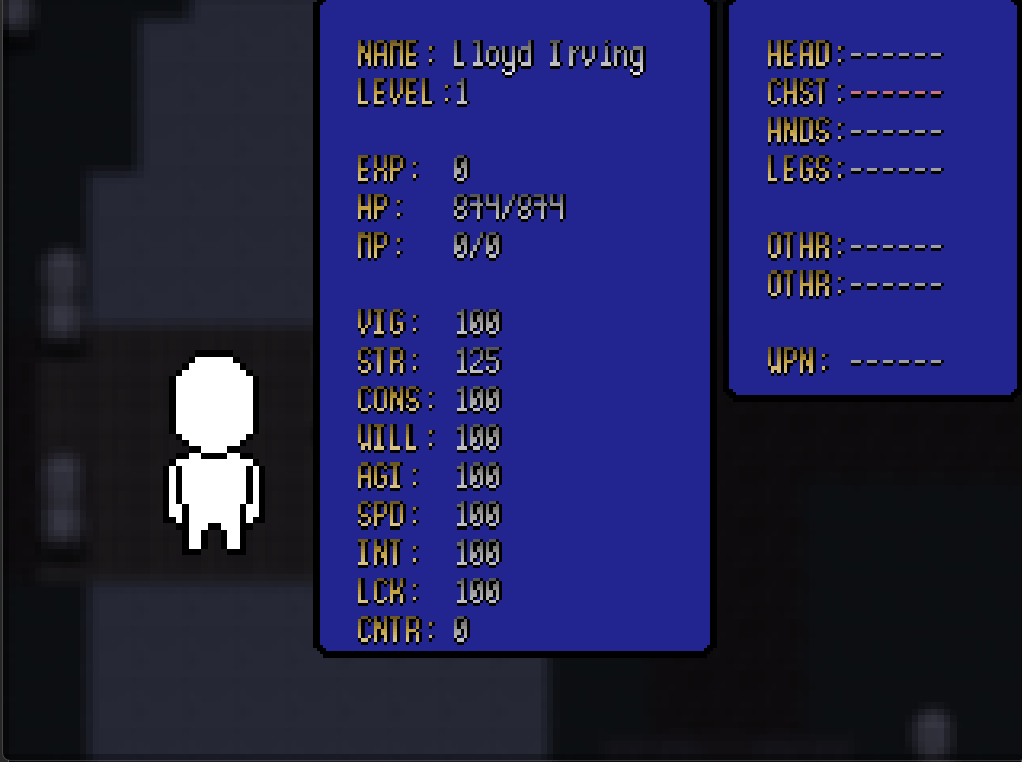 NAME: Lloyd Irving
LEVEL:1
EXP: 0
HP: 874/874
MP: 0/0
VIG: 100
STR: 125
CONS: 100
WILL: 100
AGI: 100
SPD: 100
INT: 100
LCK: 100
CNTR: 0
HEAD:------
CHST:------
HNDS:------
LEGS:------
OTHR:------
OTHR:------
WPN: ------